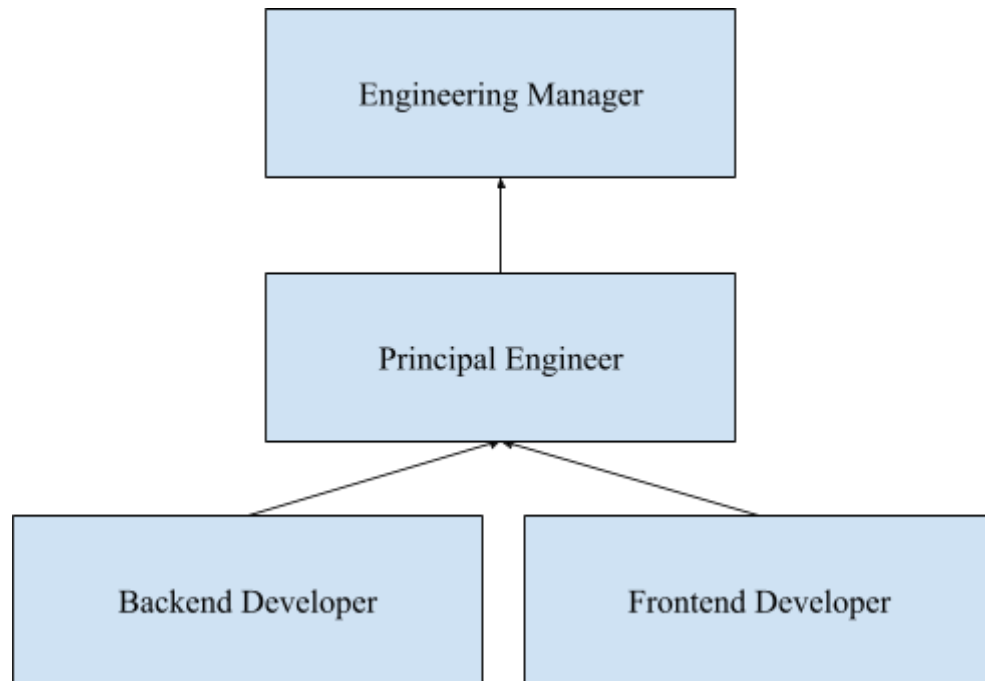 Engineering Manager
Principal Engineer
Backend Developer
Frontend Developer